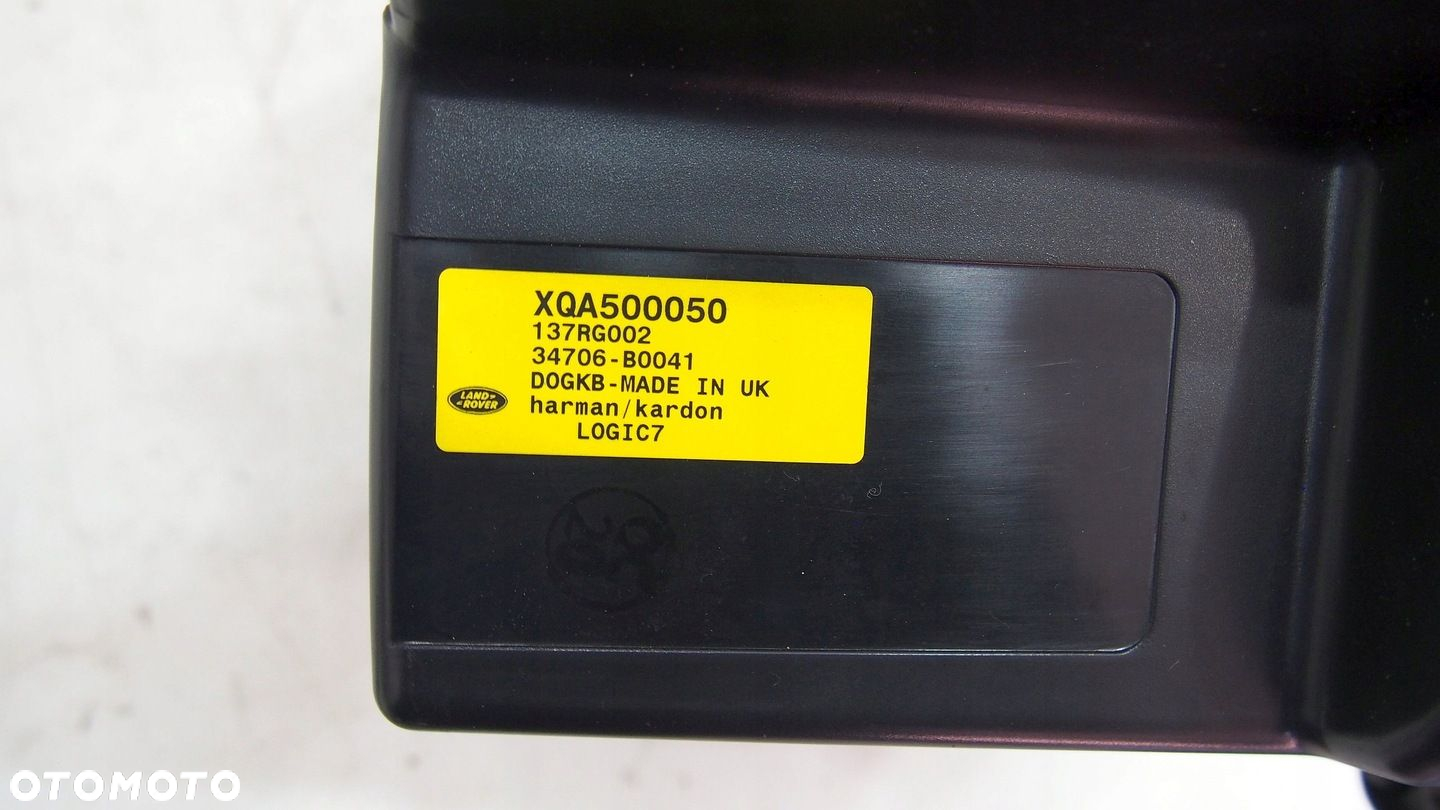 XQA500050
137RG002
34706-B0041
DOGKB-MADE IN UK
LAND-
-ROVER
harman/kardon
LOGIC7
OTOMOTO